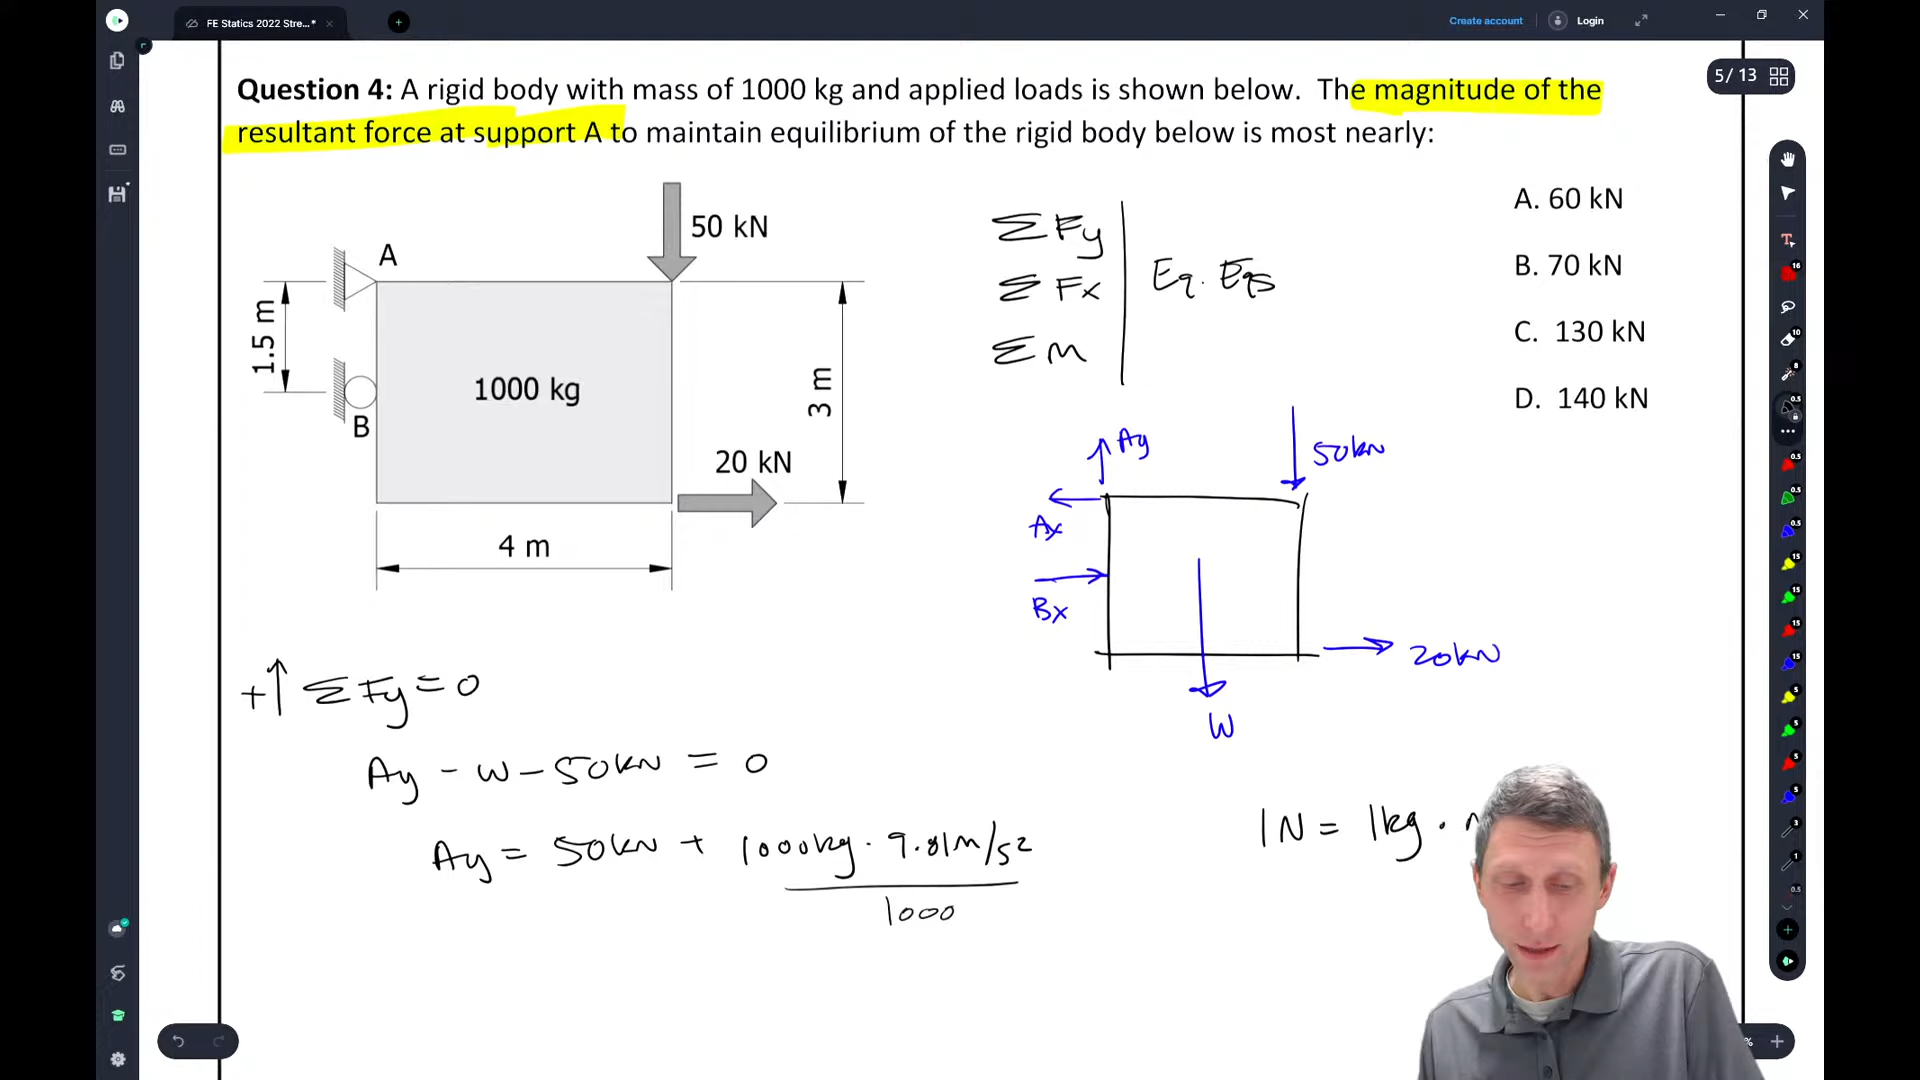 FE Statics 2022 Stre...*
Create account
Login
5 / 13
Question 4: A rigid body with mass of 1000 kg and applied loads is shown below. The magnitude of the
resultant force at support A to maintain equilibrium of the rigid body below is most nearly:
A. 60 kN
B. 70 kN
C. 130 kN
D. 140 kN
50 kN
A
1.5 m
1000 kg
B
3 m
20 kN
4 m
ΣFy
ΣFx
ΣM
Eq. Eqs
Ay
50kN
Ax
Bx
20kN
W
+↑ ΣFy = 0
Ay - W - 50kN = 0
Ay = 50kN + 1000kg · 9.81m/s²
1000
1N = 1kg ·
%